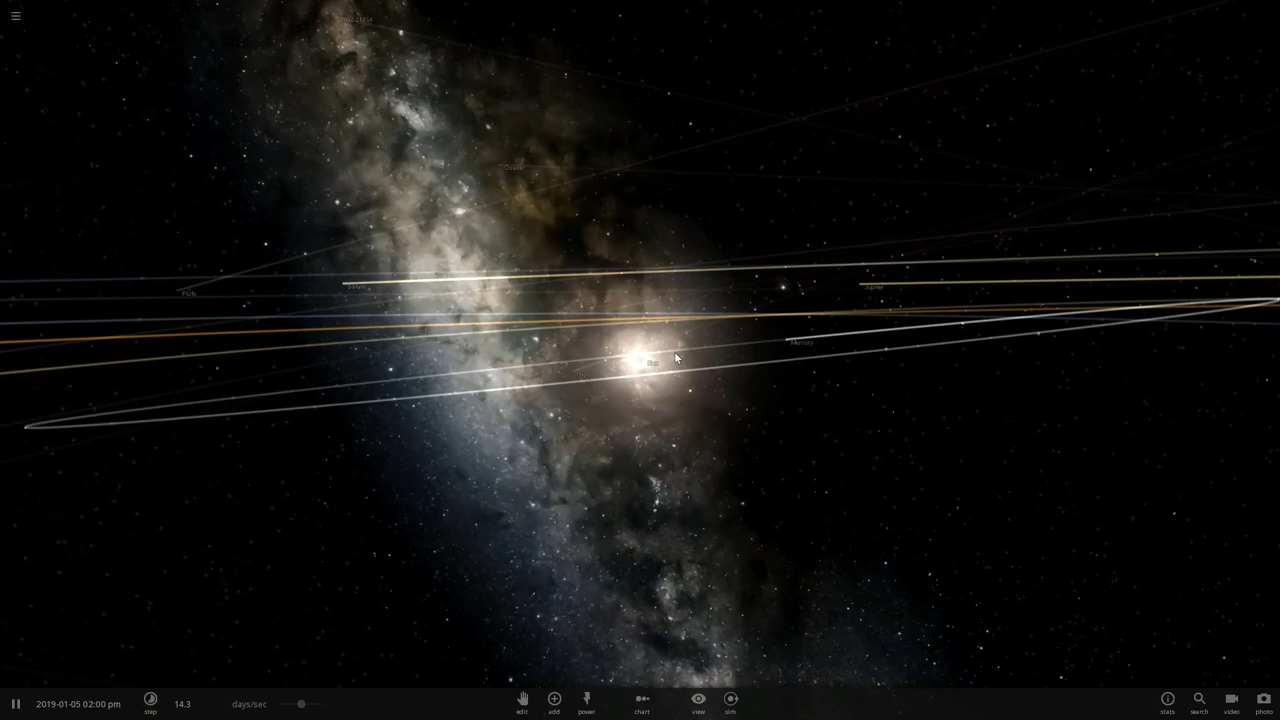 Pluto
Jupiter
Mercury
Sun
2019-01-05 02:00 pm
step
14.3
days/sec
edit
add
power
chart
view
sim
stats
search
video
photo